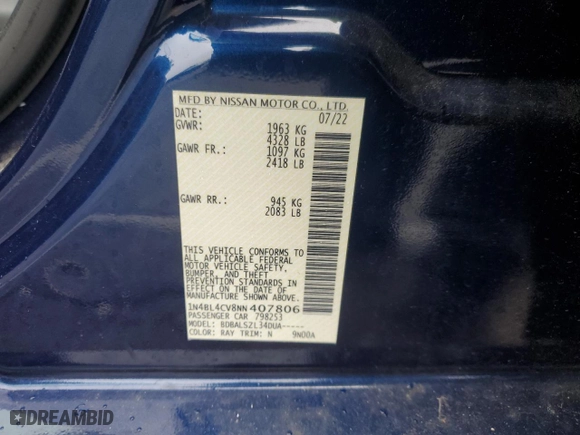 MFD BY NISSAN MOTOR CO., LTD.
DATE: 07/22
GVWR: 1963 KG
4328 LB
GAWR FR.: 1097 KG
2418 LB
GAWR RR.: 945 KG
2083 LB
THIS VEHICLE CONFORMS TO
ALL APPLICABLE FEDERAL
MOTOR VEHICLE SAFETY,
BUMPER, AND THEFT
PREVENTION STANDARDS IN
EFFECT ON THE DATE OF
MANUFACTURE SHOWN ABOVE.
1N4BL4CV8NN407806
PASSENGER CAR 798253
MODEL: BDBALSZL34DUA-----
COLOR: RAY TRIM: N 9N00A
DREAMBID